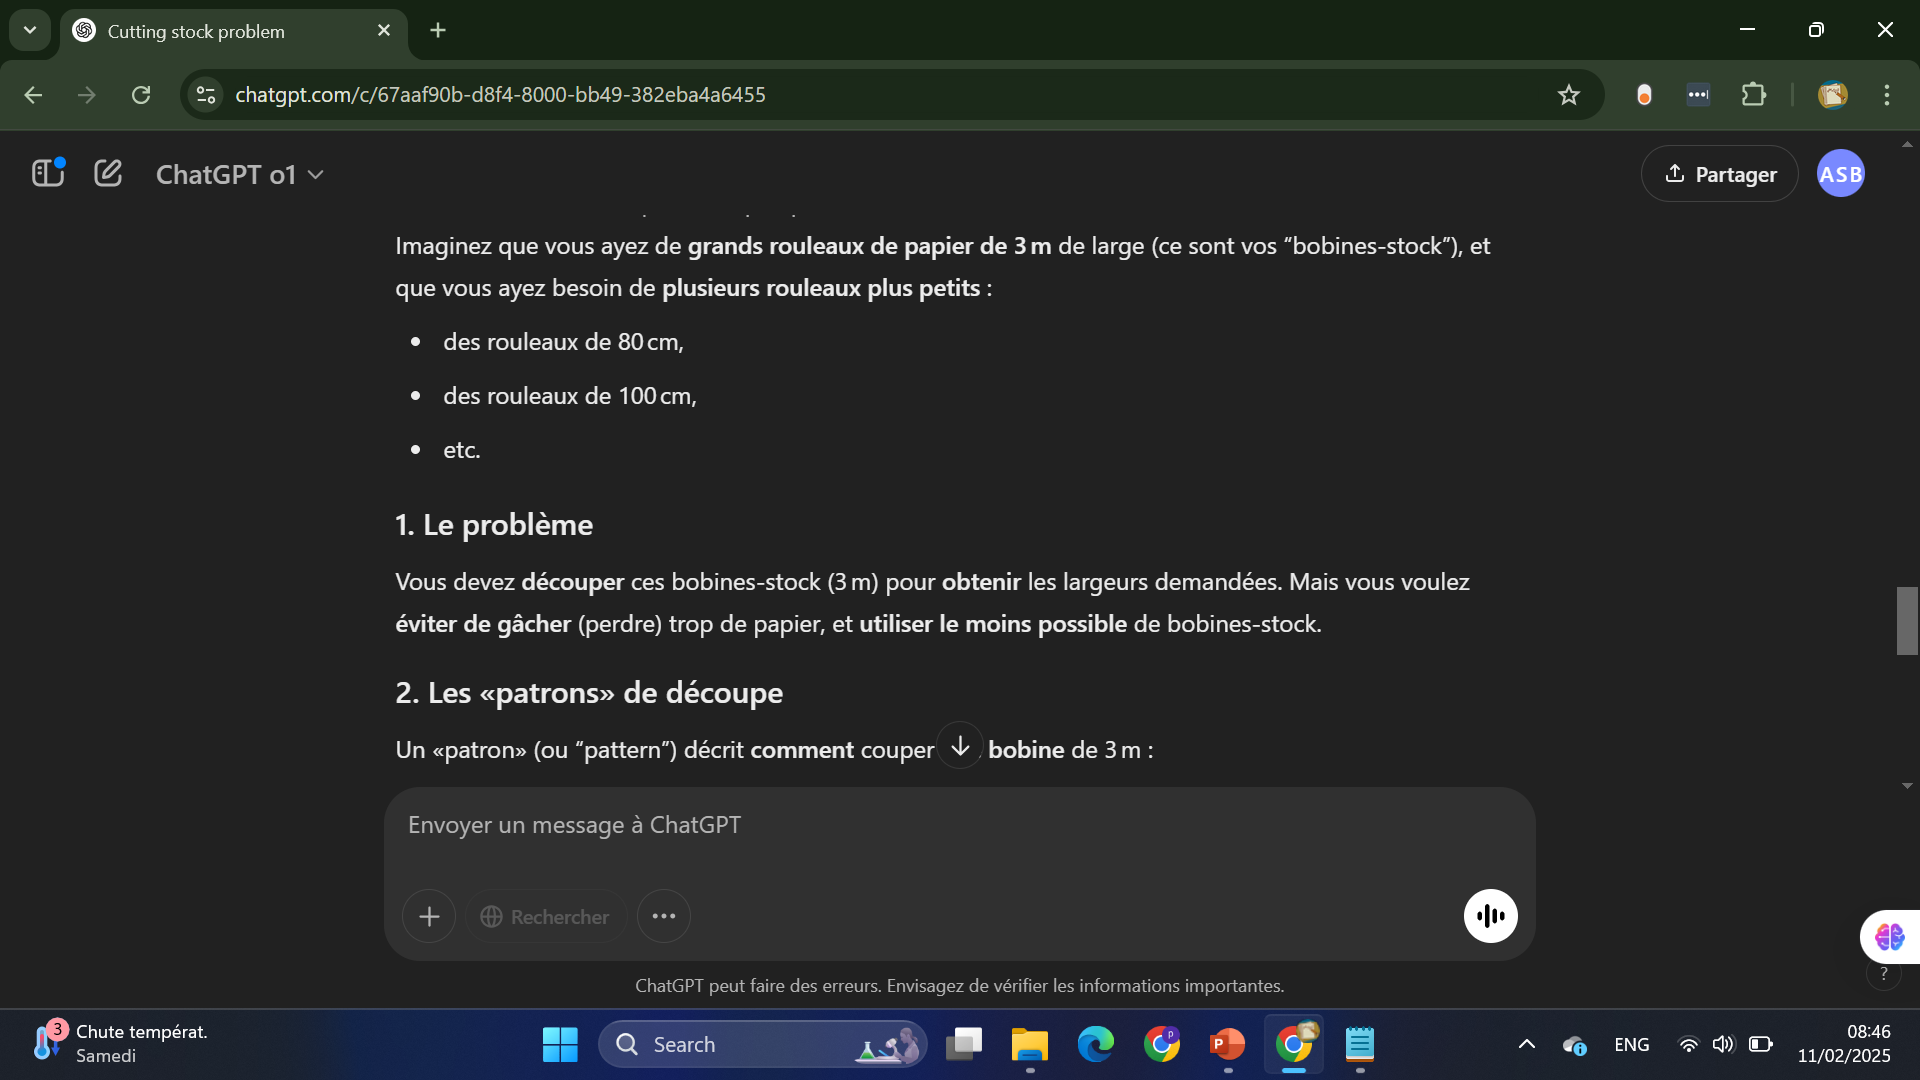 Cutting stock problem
chatgpt.com/c/67aaf90b-d8f4-8000-bb49-382eba4a6455
ChatGPT o1
Partager
ASB
Imaginez que vous ayez de grands rouleaux de papier de 3 m de large (ce sont vos “bobines-stock”), et
que vous ayez besoin de plusieurs rouleaux plus petits :
• des rouleaux de 80 cm,
• des rouleaux de 100 cm,
• etc.
1. Le problème
Vous devez découper ces bobines-stock (3 m) pour obtenir les largeurs demandées. Mais vous voulez
éviter de gâcher (perdre) trop de papier, et utiliser le moins possible de bobines-stock.
2. Les «patrons» de découpe
Un «patron» (ou “pattern”) décrit comment couper bobine de 3 m :
Envoyer un message à ChatGPT
Rechercher
?
ChatGPT peut faire des erreurs. Envisagez de vérifier les informations importantes.
3
Chute températ.
Samedi
Search
P
p
ENG
08:46
11/02/2025